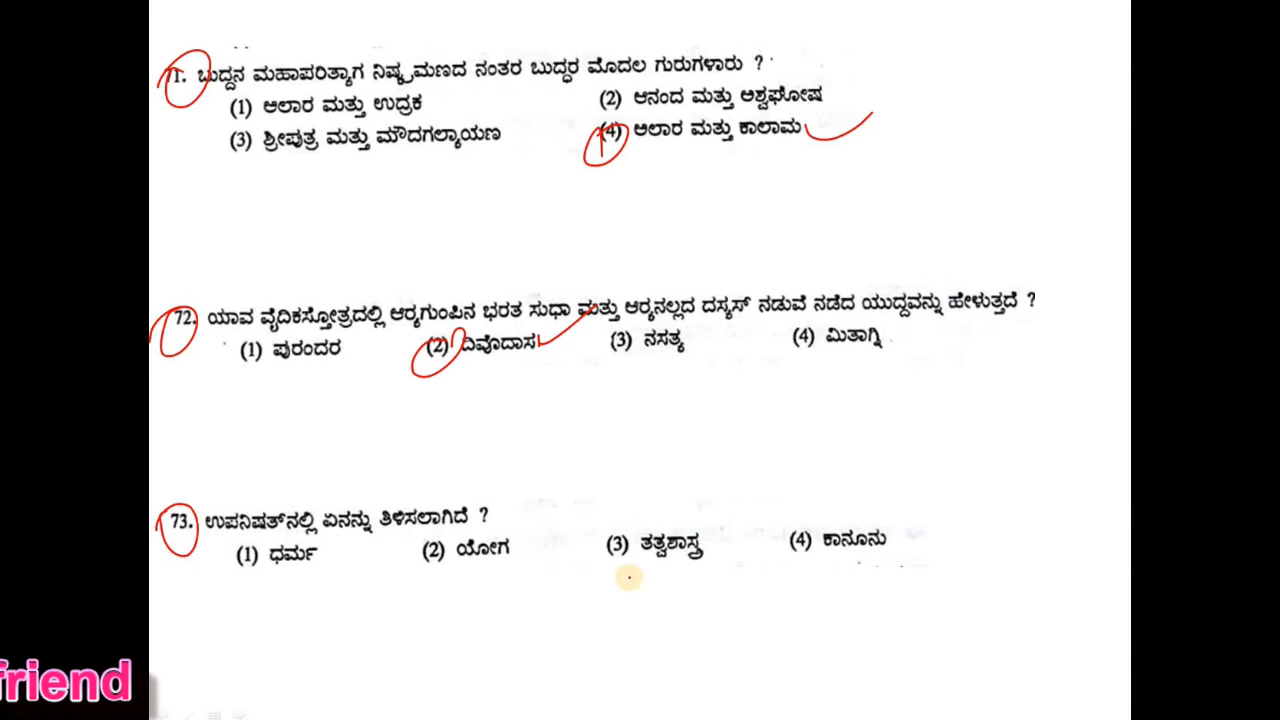 71. ಬುದ್ದನ ಮಹಾಪರಿತ್ಯಾಗ ನಿಷ್ಕ್ರಮಣದ ನಂತರ ಬುದ್ಧರ ಮೊದಲ ಗುರುಗಳಾರು ?
(1) ಅಲಾರ ಮತ್ತು ಉದ್ರಕ (2) ಆನಂದ ಮತ್ತು ಅಶ್ವಘೋಷ
(3) ಶ್ರೀಪುತ್ರ ಮತ್ತು ಮೌದಗಲ್ಯಾಯಣ (4) ಅಲಾರ ಮತ್ತು ಕಾಲಾಮ
72. ಯಾವ ವೈದಿಕಸ್ತೋತ್ರದಲ್ಲಿ ಆರ‍್ಯಗುಂಪಿನ ಭರತ ಸುಧಾ ಮತ್ತು ಆರ‍್ಯನಲ್ಲದ ದಸ್ಯಸ್ ನಡುವೆ ನಡೆದ ಯುದ್ದವನ್ನು ಹೇಳುತ್ತದೆ ?
(1) ಪುರಂದರ (2) ದಿವೊದಾಸ (3) ನಸತ್ಯ (4) ಮಿತಾಗ್ನಿ
73. ಉಪನಿಷತ್‌ನಲ್ಲಿ ಏನನ್ನು ತಿಳಿಸಲಾಗಿದೆ ?
(1) ಧರ್ಮ (2) ಯೋಗ (3) ತತ್ವಶಾಸ್ತ್ರ (4) ಕಾನೂನು
friend